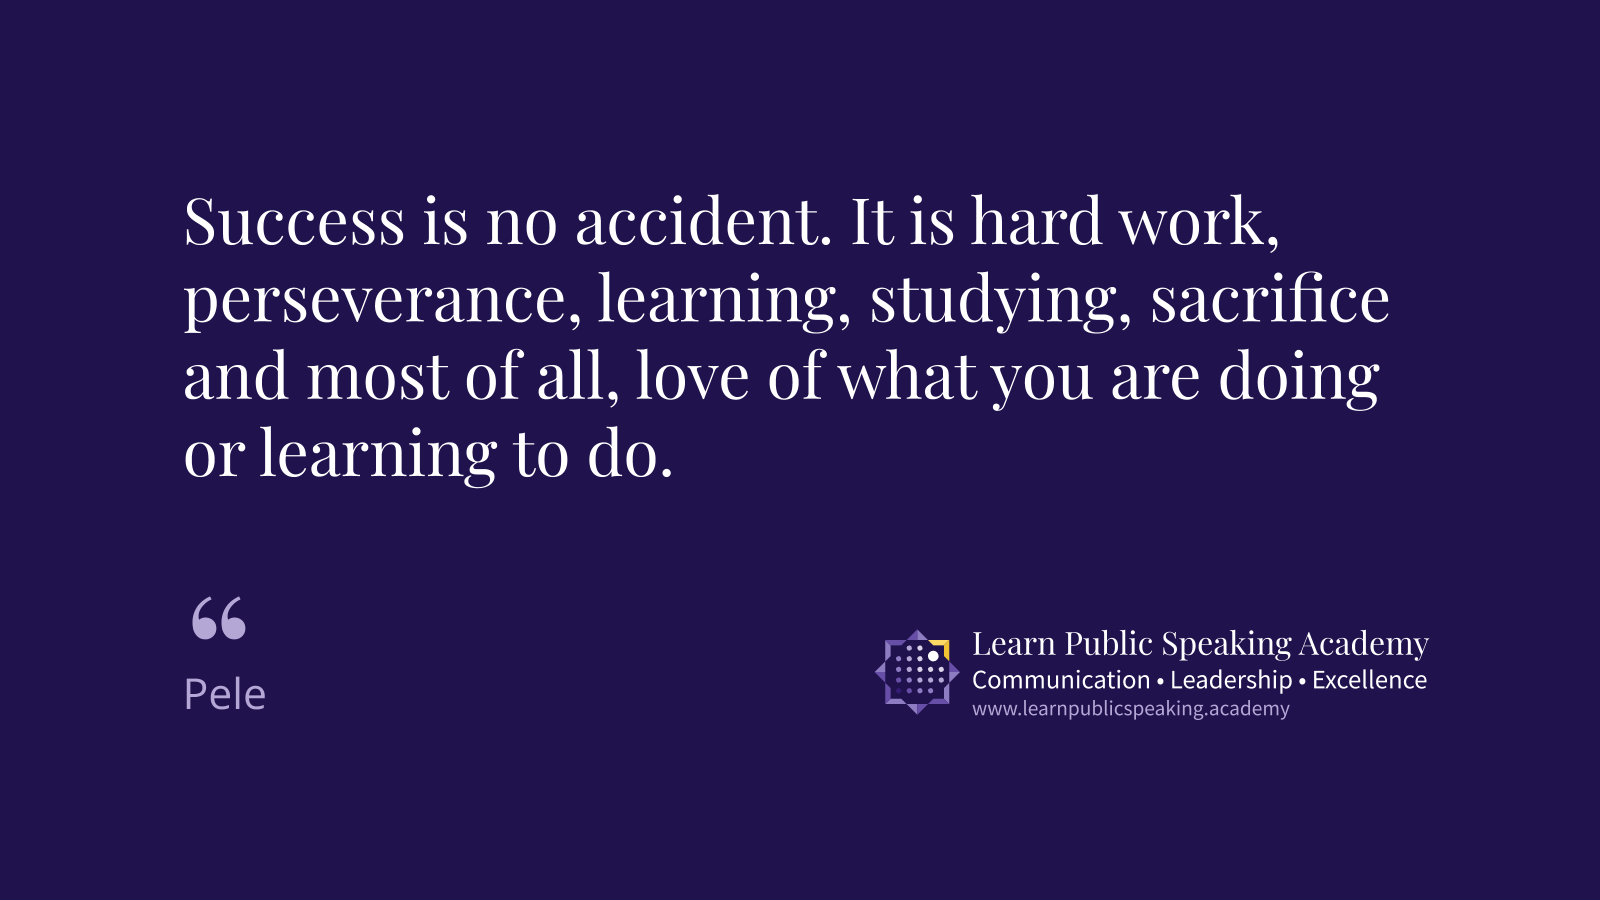 Success is no accident. It is hard work,
perseverance, learning, studying, sacrifice
and most of all, love of what you are doing
or learning to do.
“
Pele
Learn Public Speaking Academy
Communication • Leadership • Excellence
www.learnpublicspeaking.academy